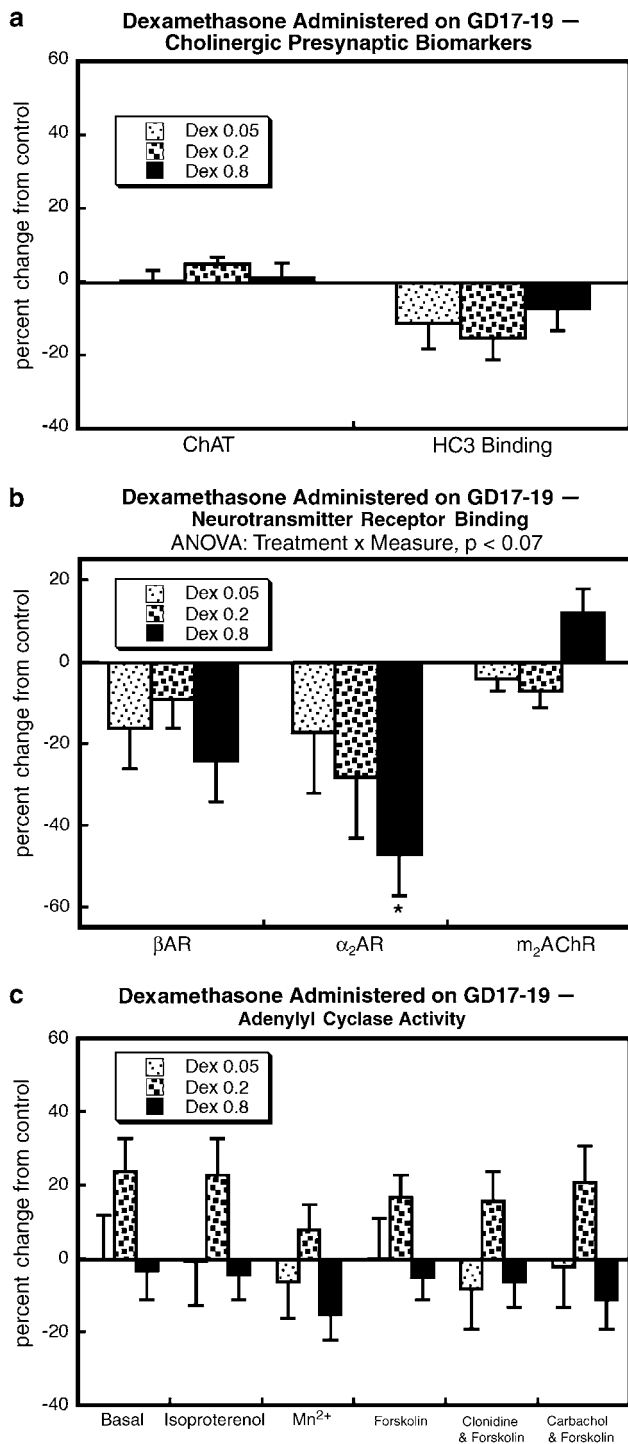 a
Dexamethasone Administered on GD17-19 —
Cholinergic Presynaptic Biomarkers
percent change from control
60
40
20
0
-20
-40
Dex 0.05
Dex 0.2
Dex 0.8
ChAT
HC3 Binding
b
Dexamethasone Administered on GD17-19 —
Neurotransmitter Receptor Binding
ANOVA: Treatment x Measure, p < 0.07
percent change from control
20
0
-20
-40
-60
Dex 0.05
Dex 0.2
Dex 0.8
*
βAR
α₂AR
m₂AChR
c
Dexamethasone Administered on GD17-19 —
Adenylyl Cyclase Activity
percent change from control
60
40
20
0
-20
-40
Dex 0.05
Dex 0.2
Dex 0.8
Basal
Isoproterenol
Mn²⁺
Forskolin
Clonidine
& Forskolin
Carbachol
& Forskolin